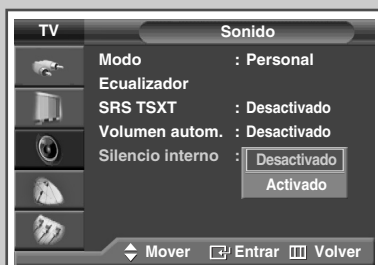 TV Sonido
Modo : Personal
Ecualizador
SRS TSXT : Desactivado
Volumen autom. : Desactivado
Silencio interno : Desactivado
Activado
Mover Entrar Volver